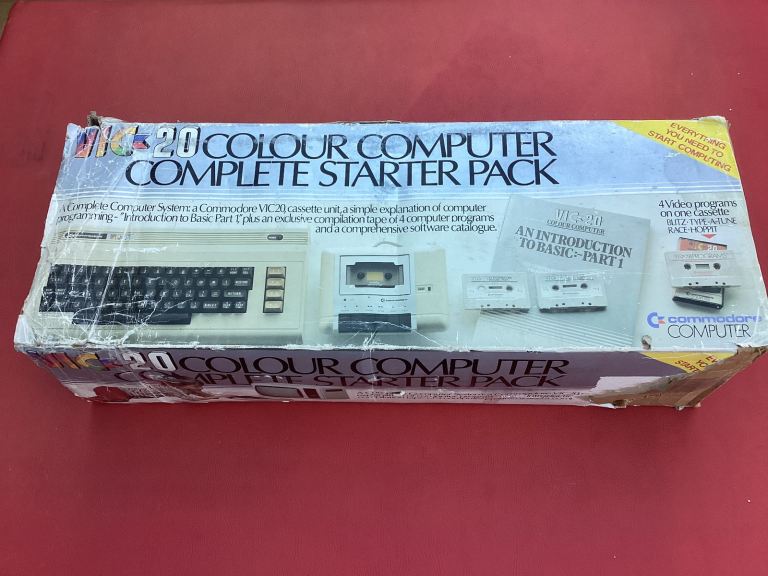 VIC 20 COLOUR COMPUTER
COMPLETE STARTER PACK
EVERYTHING
YOU NEED TO
START COMPUTING
A Complete Computer System: a Commodore VIC20, cassette unit, a simple explanation of computer
programming - "Introduction to Basic Part 1", plus an exclusive compilation tape of 4 computer programs
and a comprehensive software catalogue.
4 Video programs
on one cassette
BLITZ·TYPE-A-TUNE
RACE·HOPPIT
VIC-20
COLOUR COMPUTER
AN INTRODUCTION
TO BASIC:-PART 1
commodore
COMPUTER
VIC 20 COLOUR COMPUTER
COMPLETE STARTER PACK